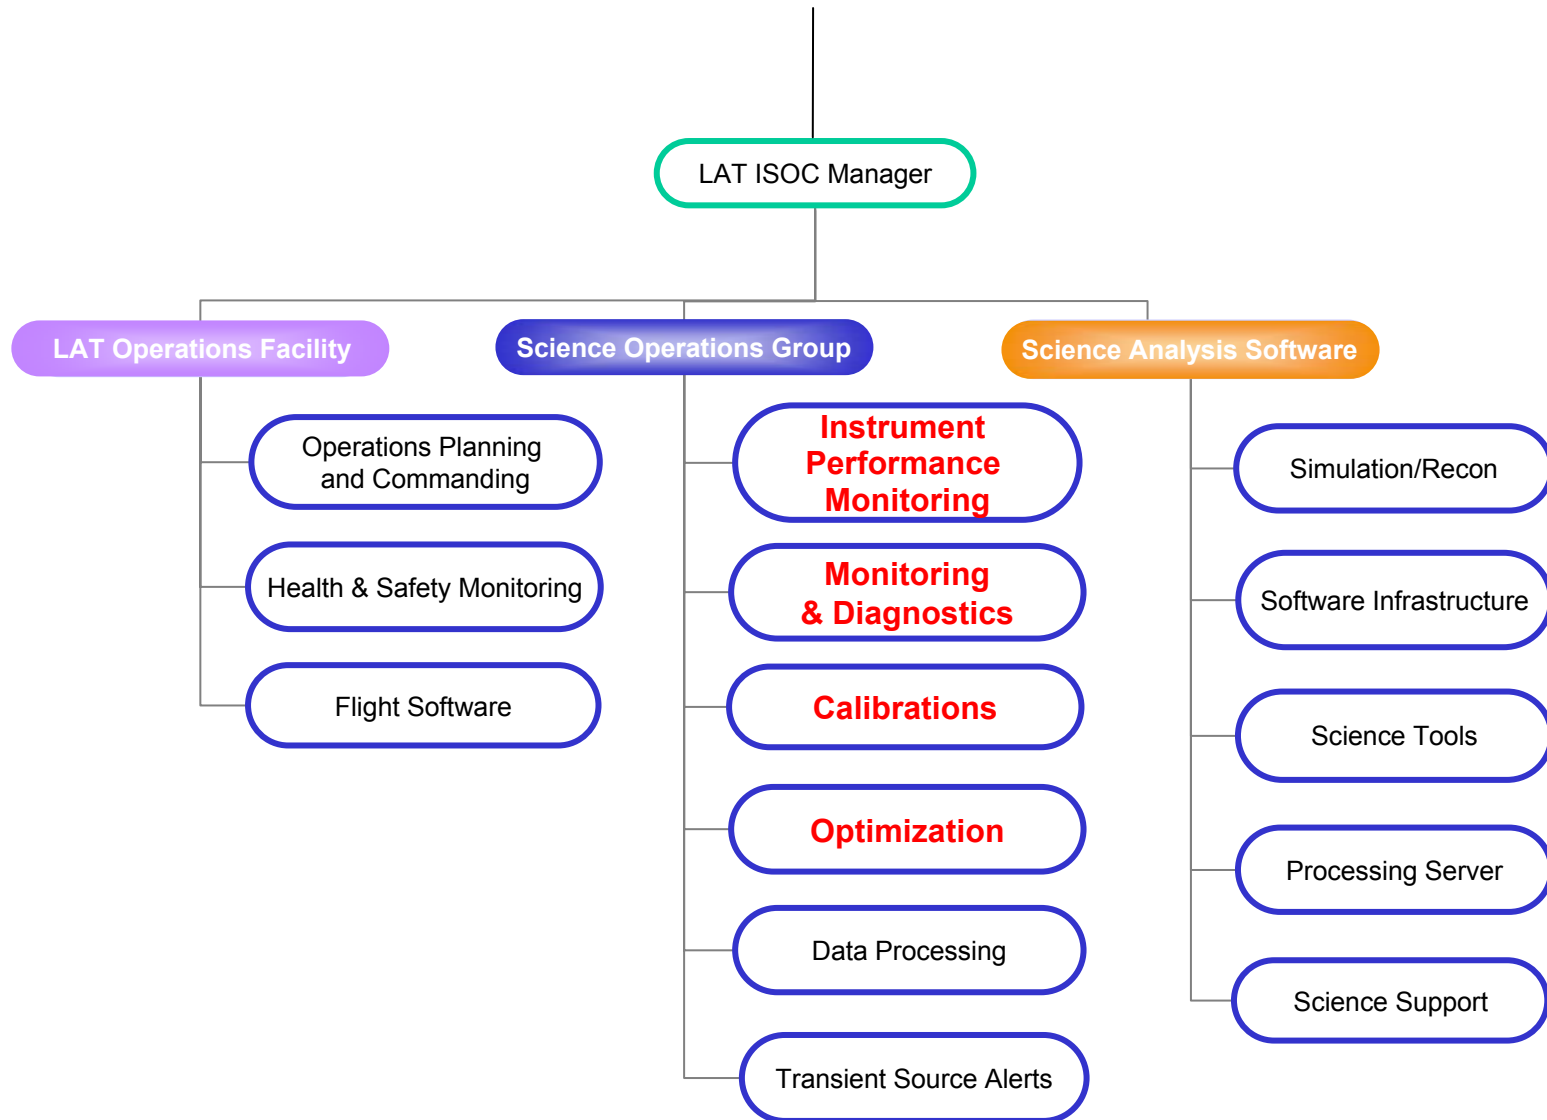 LAT ISOC Manager
LAT Operations Facility
Operations Planning
and Commanding
Health & Safety Monitoring
Flight Software
Science Operations Group
Instrument
Performance
Monitoring
Monitoring
& Diagnostics
Calibrations
Optimization
Data Processing
Transient Source Alerts
Science Analysis Software
Simulation/Recon
Software Infrastructure
Science Tools
Processing Server
Science Support